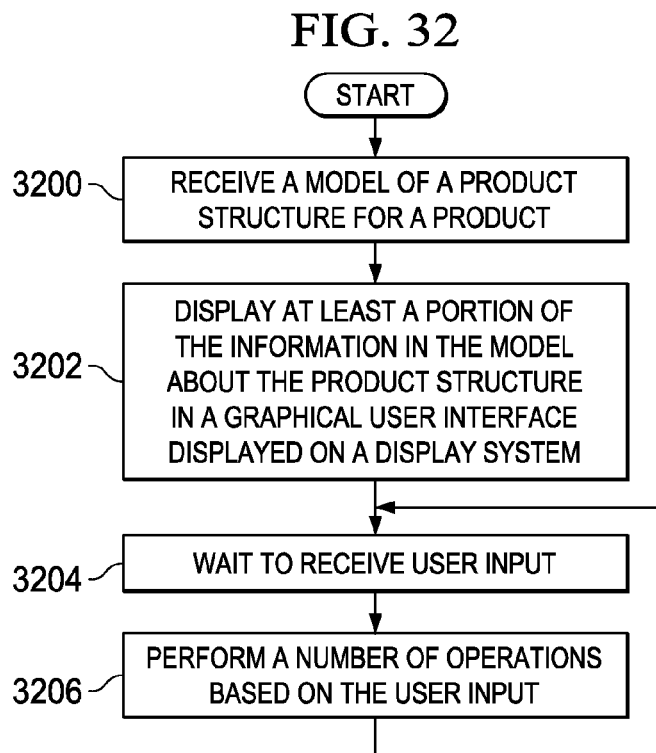 FIG. 32
START
3200
RECEIVE A MODEL OF A PRODUCT
STRUCTURE FOR A PRODUCT
3202
DISPLAY AT LEAST A PORTION OF
THE INFORMATION IN THE MODEL
ABOUT THE PRODUCT STRUCTURE
IN A GRAPHICAL USER INTERFACE
DISPLAYED ON A DISPLAY SYSTEM
3204
WAIT TO RECEIVE USER INPUT
3206
PERFORM A NUMBER OF OPERATIONS
BASED ON THE USER INPUT